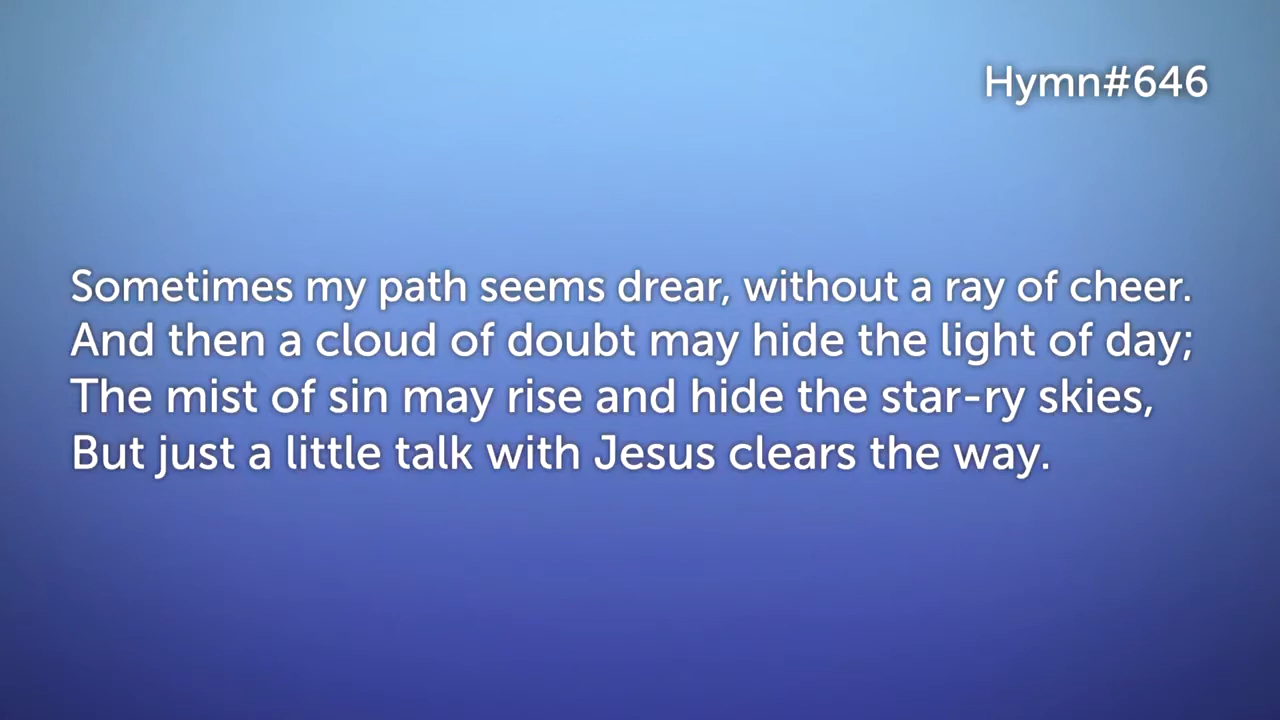 Hymn#646
Sometimes my path seems drear, without a ray of cheer.
And then a cloud of doubt may hide the light of day;
The mist of sin may rise and hide the star-ry skies,
But just a little talk with Jesus clears the way.